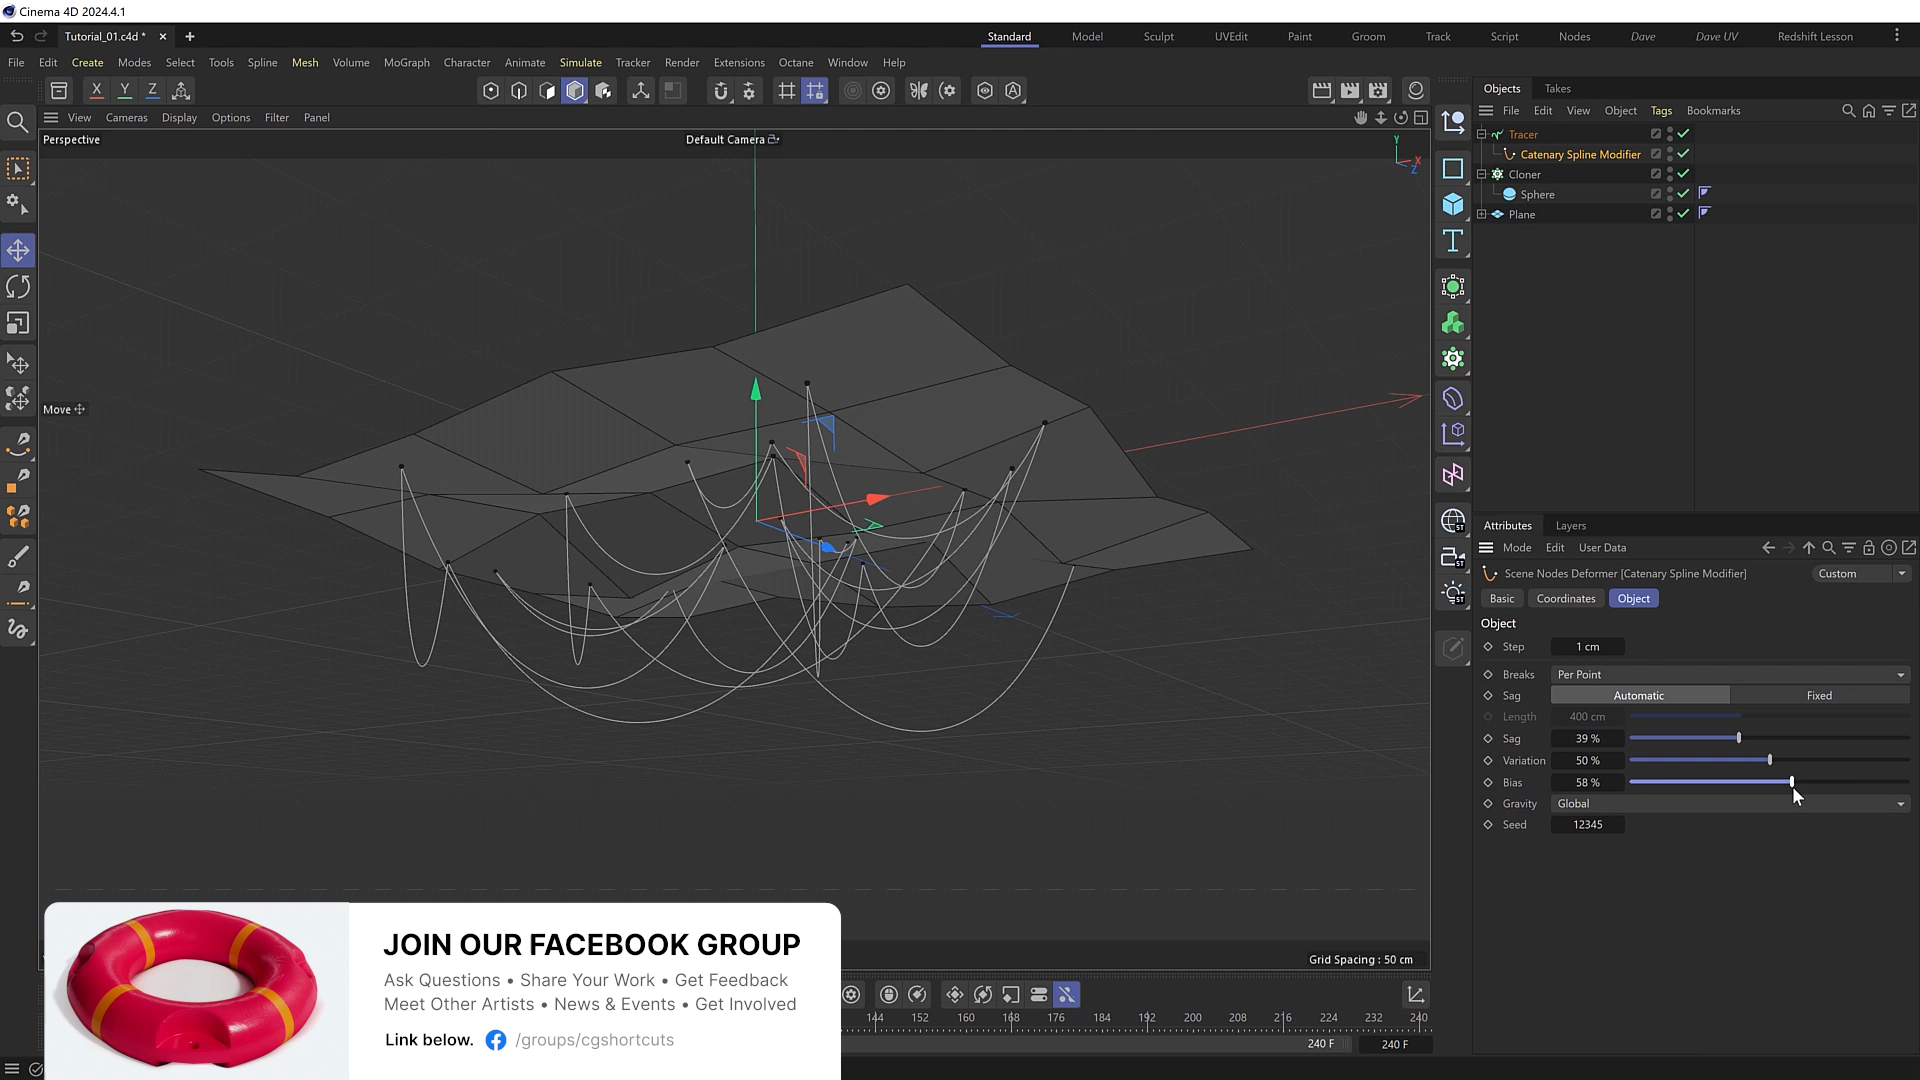 Cinema 4D 2024.4.1
Tutorial_01.c4d *
Standard Model Sculpt UVEdit Paint Groom Track Script Nodes Dave Dave UV Redshift Lesson
File Edit Create Modes Select Tools Spline Mesh Volume MoGraph Character Animate Simulate Tracker Render Extensions Octane Window Help
X Y Z
View Cameras Display Options Filter Panel
Perspective
Default Camera
Y
X
Z
Move
Grid Spacing : 50 cm
Objects Takes
File Edit View Object Tags Bookmarks
Tracer
Catenary Spline Modifier
Cloner
Sphere
Plane
ST
ST
ST
Attributes Layers
Mode Edit User Data
Scene Nodes Deformer [Catenary Spline Modifier] Custom
Basic Coordinates Object
Object
Step 1 cm
Breaks Per Point
Sag Automatic Fixed
Length 400 cm
Sag 39 %
Variation 50 %
Bias 58 %
Gravity Global
Seed 12345
JOIN OUR FACEBOOK GROUP
Ask Questions • Share Your Work • Get Feedback
Meet Other Artists • News & Events • Get Involved
Link below. /groups/cgshortcuts
144 152 160 168 176 184 192 200 208 216 224 232 240
240 F 240 F